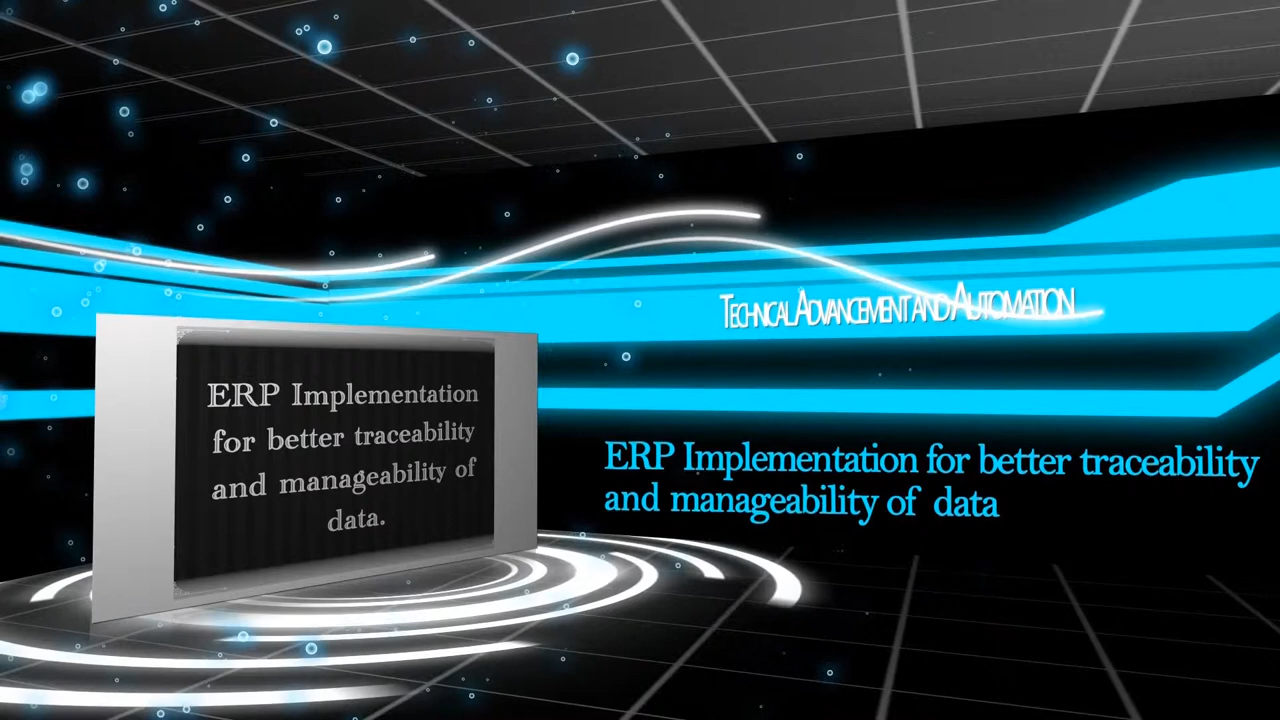 Technical Advancement and Automation
ERP Implementation
for better traceability
and manageability of
data.
ERP Implementation for better traceability
and manageability of data